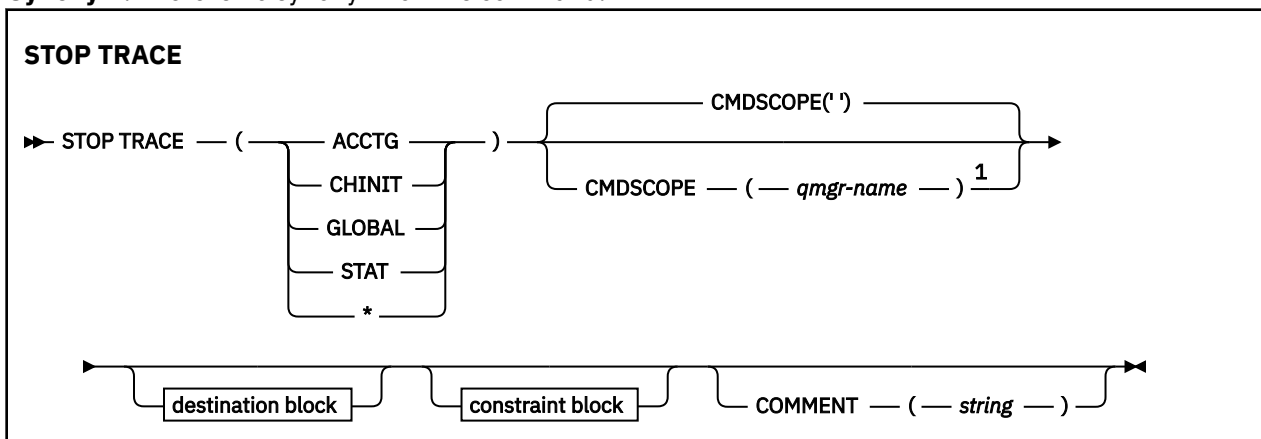 STOP TRACE
CMDSCOPE(' ')
STOP TRACE ( ACCTG )
CHINIT
GLOBAL
STAT
*
CMDSCOPE ( qmgr-name ) 1
destination block
constraint block
COMMENT ( string )